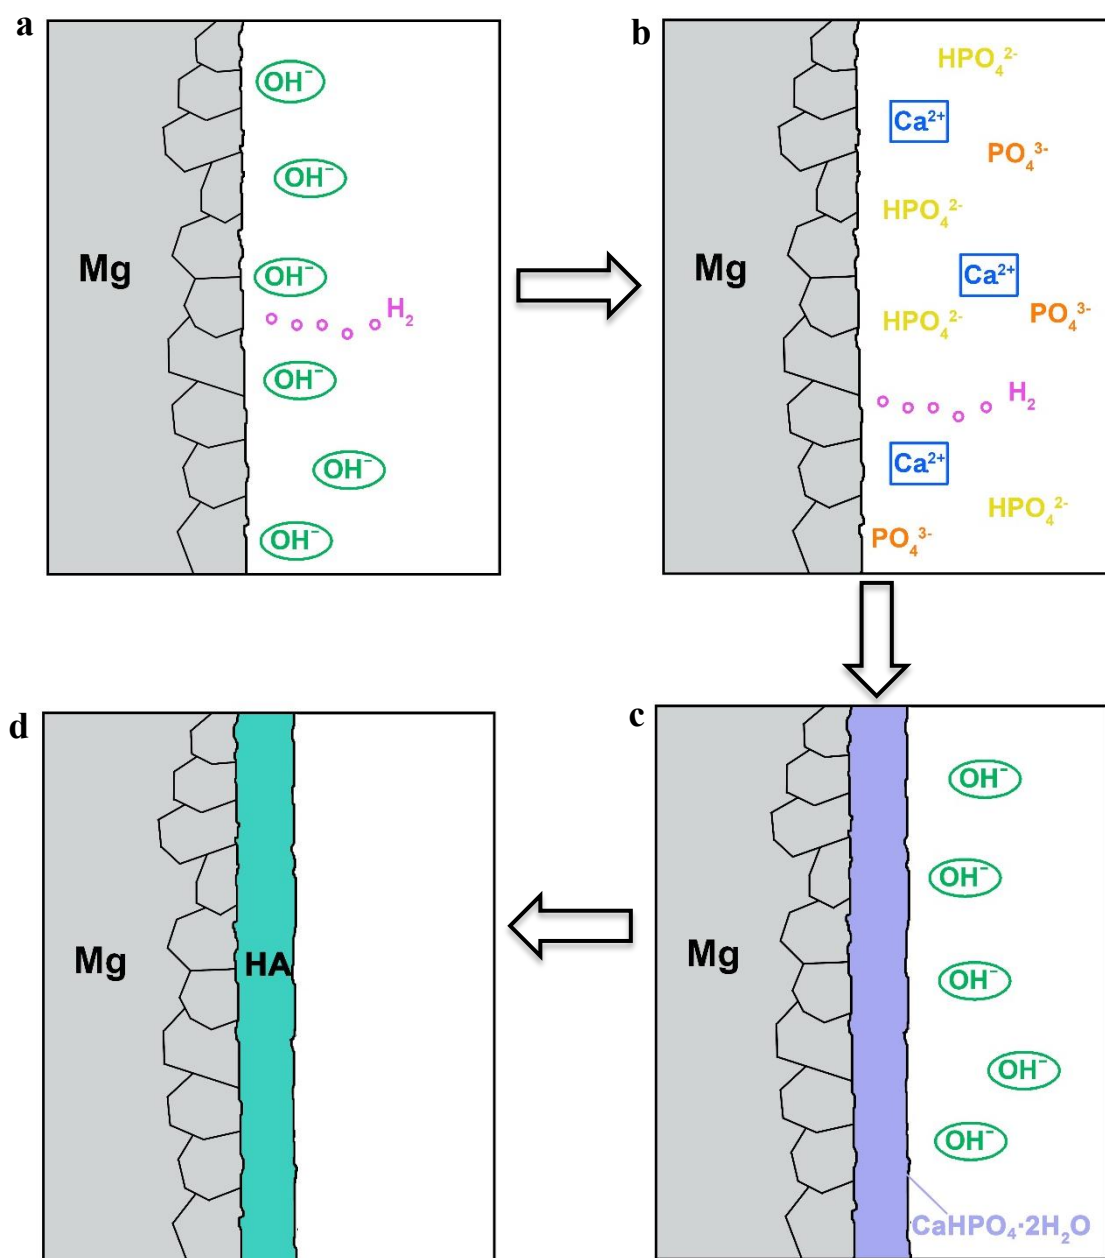 a
OH⁻
OH⁻
Mg
OH⁻
H₂
OH⁻
OH⁻
OH⁻
b
HPO₄²⁻
Ca²⁺
PO₄³⁻
HPO₄²⁻
Mg
Ca²⁺
HPO₄²⁻
PO₄³⁻
H₂
Ca²⁺
HPO₄²⁻
PO₄³⁻
c
OH⁻
OH⁻
Mg
OH⁻
OH⁻
OH⁻
CaHPO₄·2H₂O
d
Mg
HA